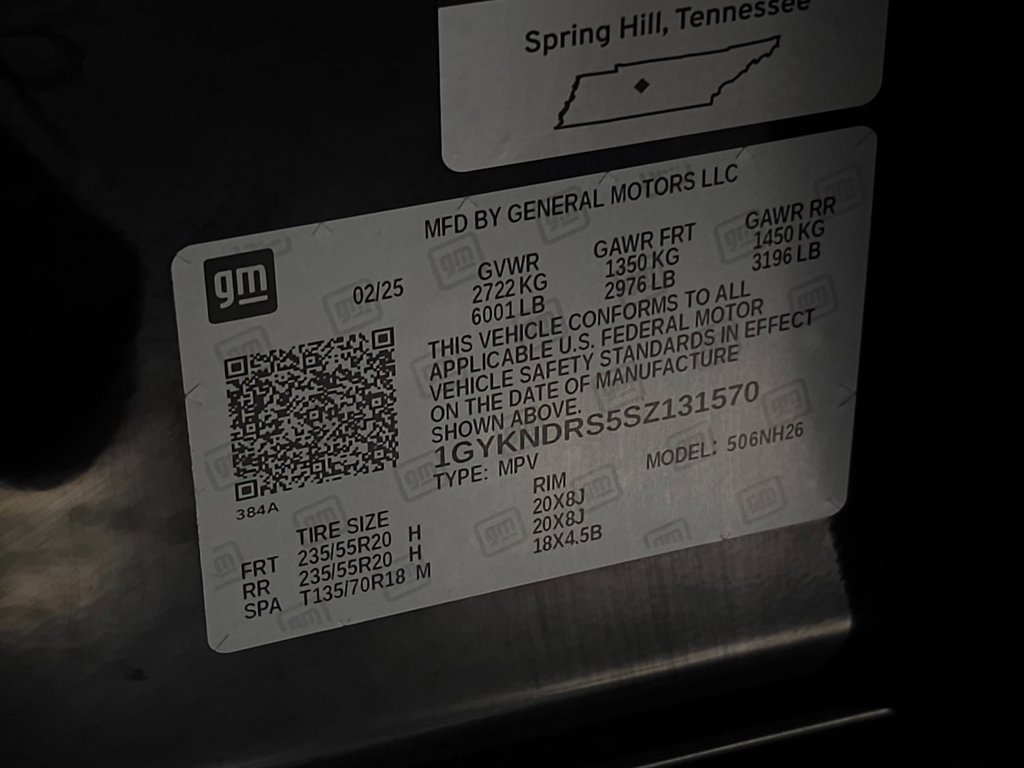 Spring Hill, Tennessee
MFD BY GENERAL MOTORS LLC
gm
02/25
GVWR
2722 KG
6001 LB
GAWR FRT
1350 KG
2976 LB
GAWR RR
1450 KG
3196 LB
THIS VEHICLE CONFORMS TO ALL
APPLICABLE U.S. FEDERAL MOTOR
VEHICLE SAFETY STANDARDS IN EFFECT
ON THE DATE OF MANUFACTURE
SHOWN ABOVE.
1GYKNDRS5SZ131570
TYPE: MPV MODEL: 506NH26
384A
TIRE SIZE RIM
FRT 235/55R20 H 20X8J
RR 235/55R20 H 20X8J
SPA T135/70R18 M 18X4.5B